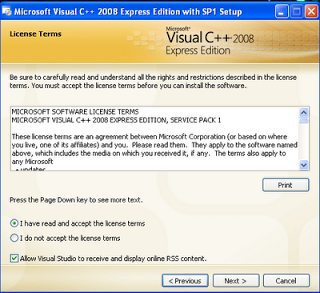 Microsoft Visual C++ 2008 Express Edition with SP1 Setup
License Terms
Microsoft®
Visual C++ 2008
Express Edition
Be sure to carefully read and understand all the rights and restrictions described in the license
terms. You must accept the license terms before you can install the software.
MICROSOFT SOFTWARE LICENSE TERMS
MICROSOFT VISUAL C++ 2008 EXPRESS EDITION, SERVICE PACK 1
These license terms are an agreement between Microsoft Corporation (or based on where
you live, one of its affiliates) and you. Please read them. They apply to the software named
above, which includes the media on which you received it, if any. The terms also apply to
any Microsoft
• updates
Print
Press the Page Down key to see more text.
I have read and accept the license terms
I do not accept the license terms
Allow Visual Studio to receive and display online RSS content.
< Previous
Next >
Cancel